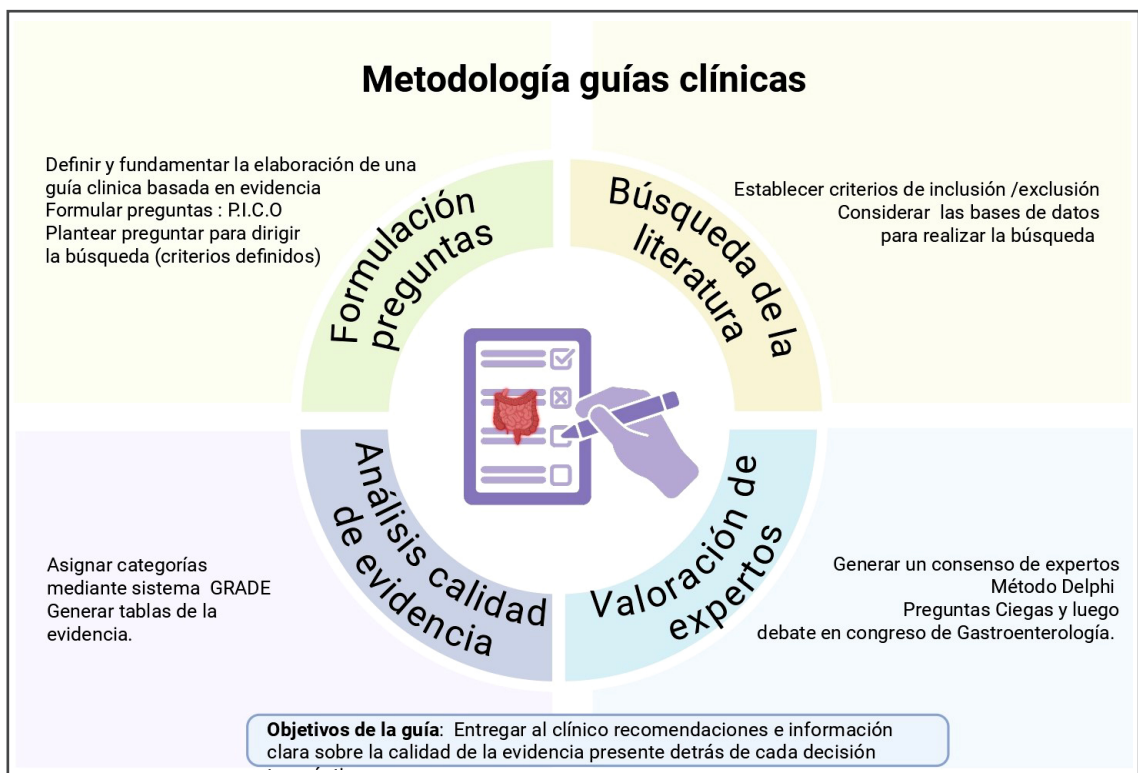 Metodología guías clínicas
Definir y fundamentar la elaboración de una
guía clinica basada en evidencia
Formular preguntas : P.I.C.O
Plantear preguntar para dirigir
la búsqueda (criterios definidos)
Formulación
preguntas
Búsqueda de la
literatura
Establecer criterios de inclusión /exclusión
Considerar las bases de datos
para realizar la búsqueda
Análisis calidad
de evidencia
Asignar categorías
mediante sistema GRADE
Generar tablas de la
evidencia.
Valoración de
expertos
Generar un consenso de expertos
Método Delphi
Preguntas Ciegas y luego
debate en congreso de Gastroenterología.
Objetivos de la guía: Entregar al clínico recomendaciones e información
clara sobre la calidad de la evidencia presente detrás de cada decisión